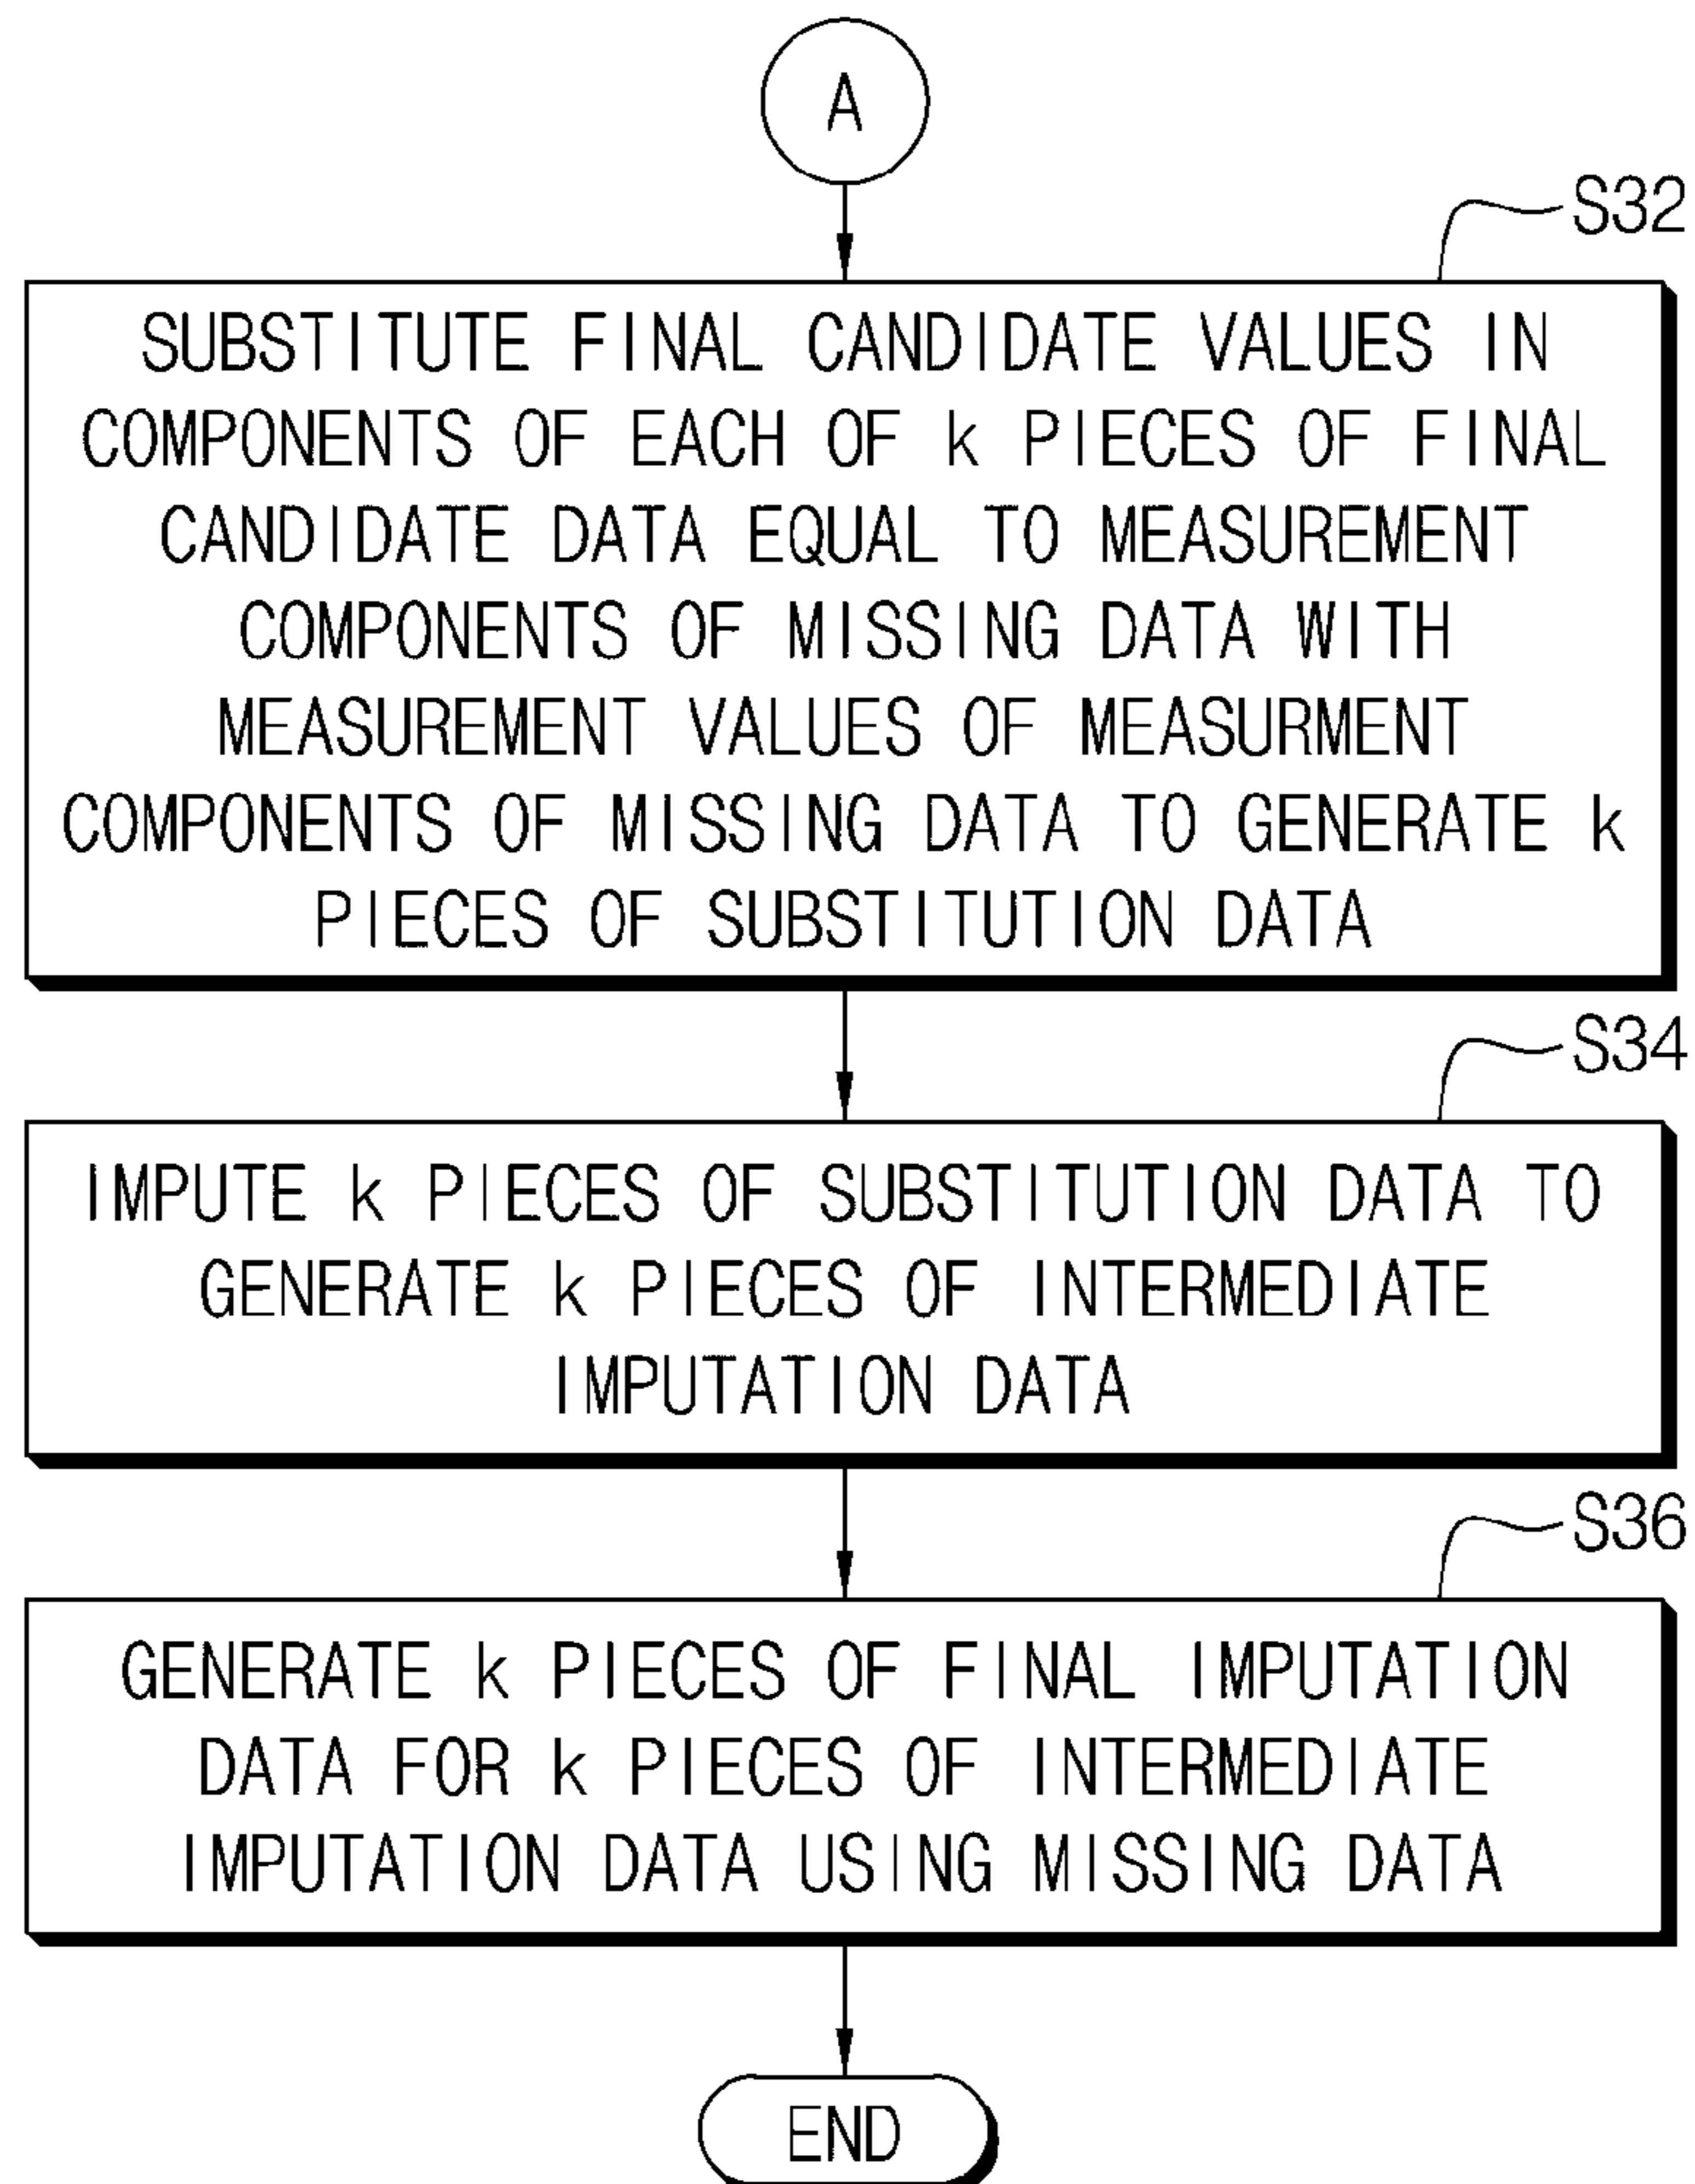 A
S32
SUBSTITUTE FINAL CANDIDATE VALUES IN
COMPONENTS OF EACH OF k PIECES OF FINAL
CANDIDATE DATA EQUAL TO MEASUREMENT
COMPONENTS OF MISSING DATA WITH
MEASUREMENT VALUES OF MEASURMENT
COMPONENTS OF MISSING DATA TO GENERATE k
PIECES OF SUBSTITUTION DATA
S34
IMPUTE k PIECES OF SUBSTITUTION DATA TO
GENERATE k PIECES OF INTERMEDIATE
IMPUTATION DATA
S36
GENERATE k PIECES OF FINAL IMPUTATION
DATA FOR k PIECES OF INTERMEDIATE
IMPUTATION DATA USING MISSING DATA
END